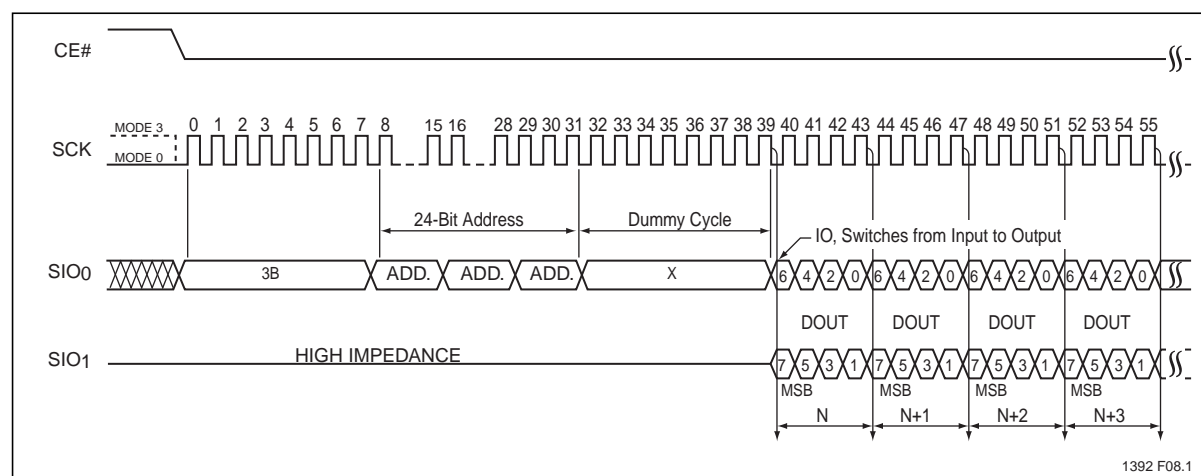 CE#
0 1 2 3 4 5 6 7 8 15 16 28 29 30 31 32 33 34 35 36 37 38 39 40 41 42 43 44 45 46 47 48 49 50 51 52 53 54 55
MODE 3
SCK
MODE 0
24-Bit Address Dummy Cycle
IO, Switches from Input to Output
SIO0 3B ADD. ADD. ADD. X 6 4 2 0 6 4 2 0 6 4 2 0 6 4 2 0
DOUT DOUT DOUT DOUT
SIO1 HIGH IMPEDANCE 7 5 3 1 7 5 3 1 7 5 3 1 7 5 3 1
MSB MSB MSB MSB
N N+1 N+2 N+3
1392 F08.1